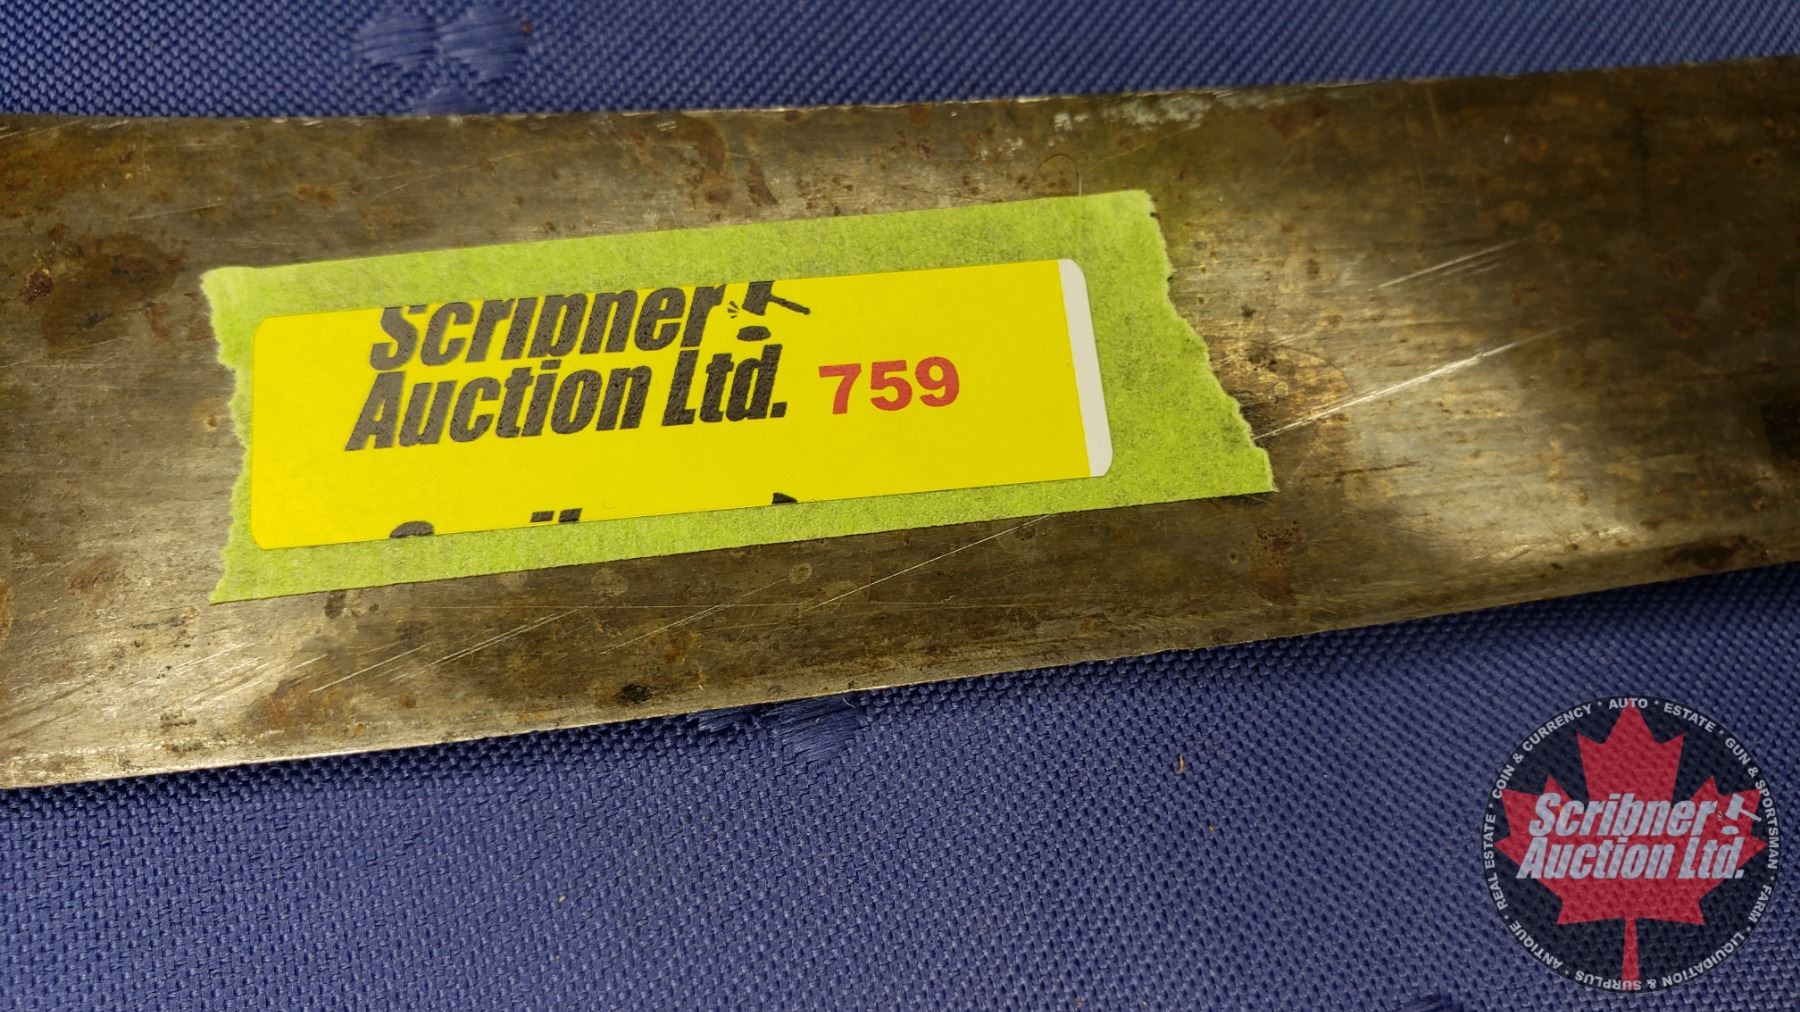 Scribner
Auction Ltd. 759
COIN & CURRENCY * AUTO * ESTATE * GUN & SPORTSMAN * FARM * LIQUIDATION & SURPLUS * ANTIQUE * REAL ESTATE *
Scribner
Auction Ltd.